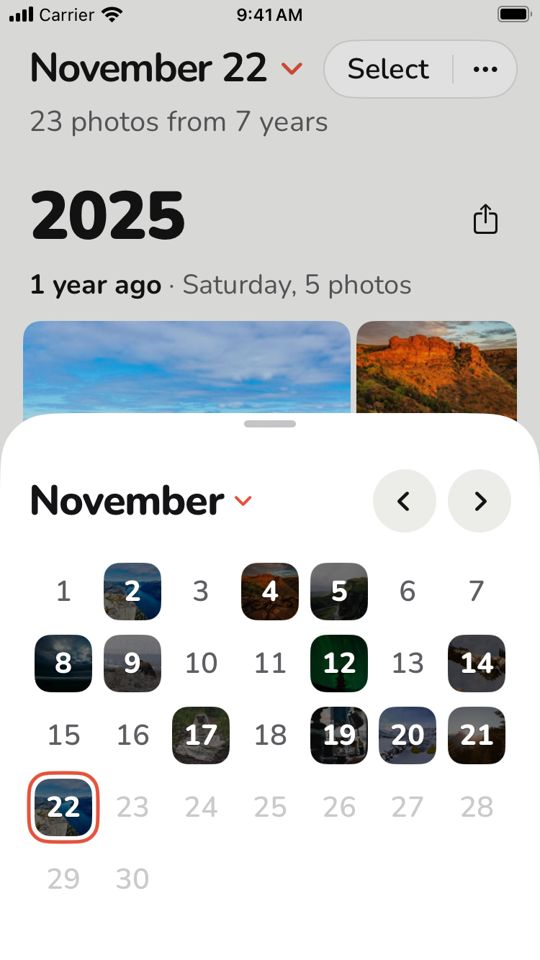 Carrier 9:41 AM
November 22 Select
23 photos from 7 years
2025
1 year ago · Saturday, 5 photos
November
1 2 3 4 5 6 7
8 9 10 11 12 13 14
15 16 17 18 19 20 21
22 23 24 25 26 27 28
29 30